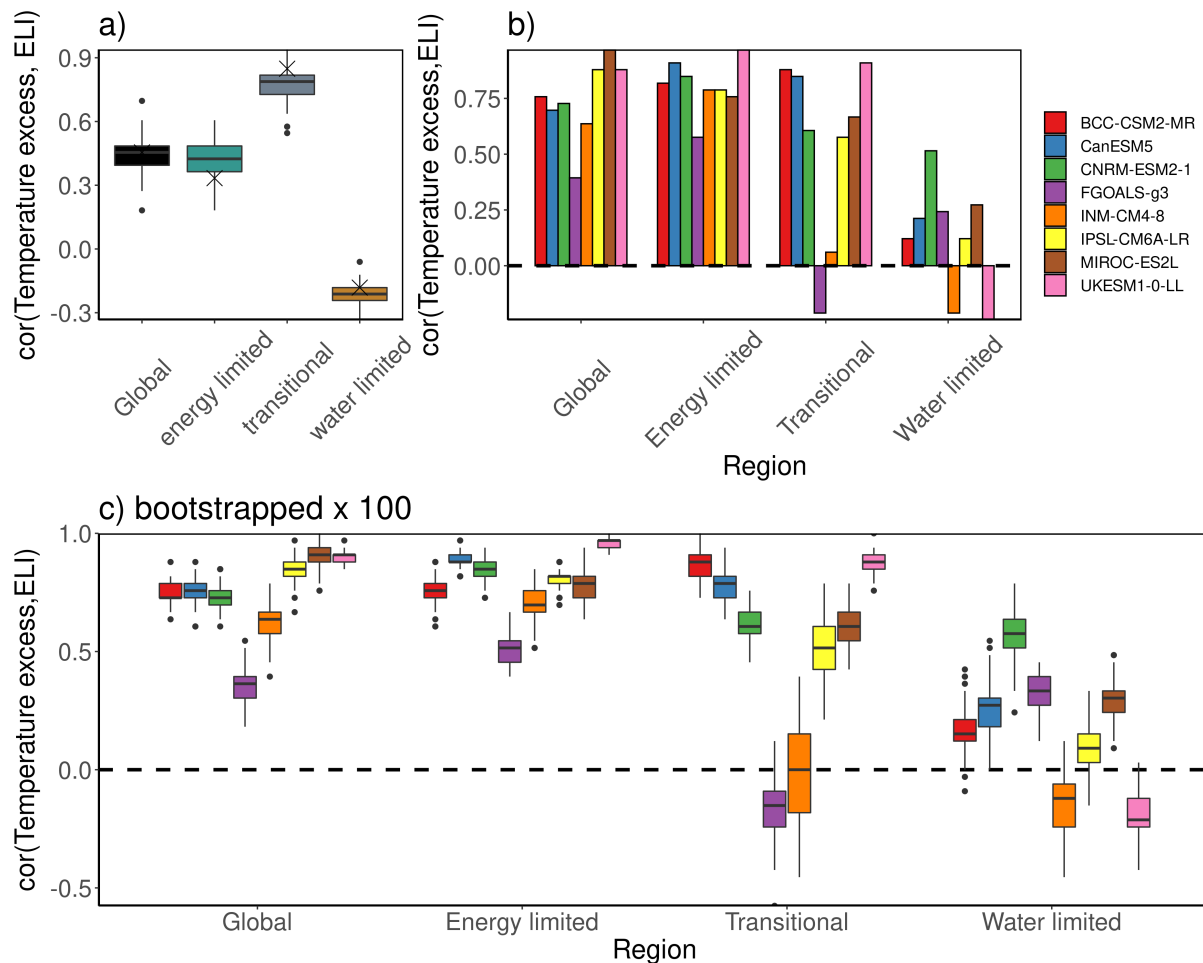 a)
cor(Temperature excess, ELI)
0.9
0.6
0.3
0.0
-0.3
Global
energy limited
transitional
water limited
b)
cor(Temperature excess,ELI)
0.75
0.50
0.25
0.00
Global
Energy limited
Transitional
Water limited
Region
BCC-CSM2-MR
CanESM5
CNRM-ESM2-1
FGOALS-g3
INM-CM4-8
IPSL-CM6A-LR
MIROC-ES2L
UKESM1-0-LL
c) bootstrapped x 100
cor(Temperature excess,ELI)
1.0
0.5
0.0
-0.5
Global
Energy limited
Transitional
Water limited
Region